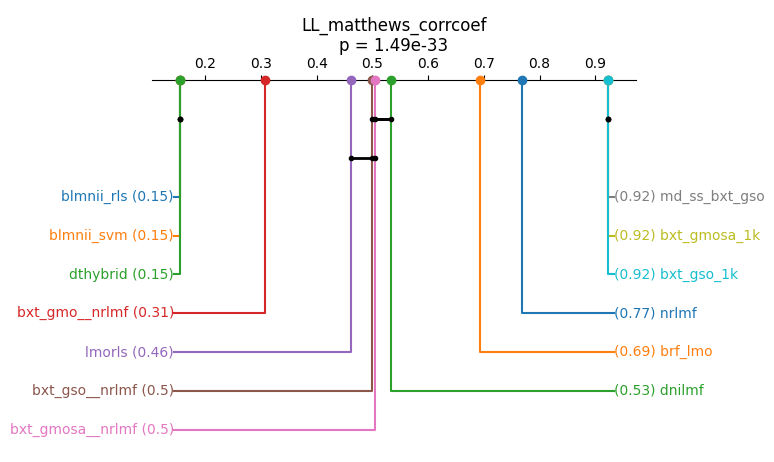 LL_matthews_corrcoef
p = 1.49e-33
0.2 0.3 0.4 0.5 0.6 0.7 0.8 0.9
blmnii_rls (0.15)
(0.92) md_ss_bxt_gso
blmnii_svm (0.15)
(0.92) bxt_gmosa_1k
dthybrid (0.15)
(0.92) bxt_gso_1k
bxt_gmo__nrlmf (0.31)
(0.77) nrlmf
lmorls (0.46)
(0.69) brf_lmo
bxt_gso__nrlmf (0.5)
(0.53) dnilmf
bxt_gmosa__nrlmf (0.5)